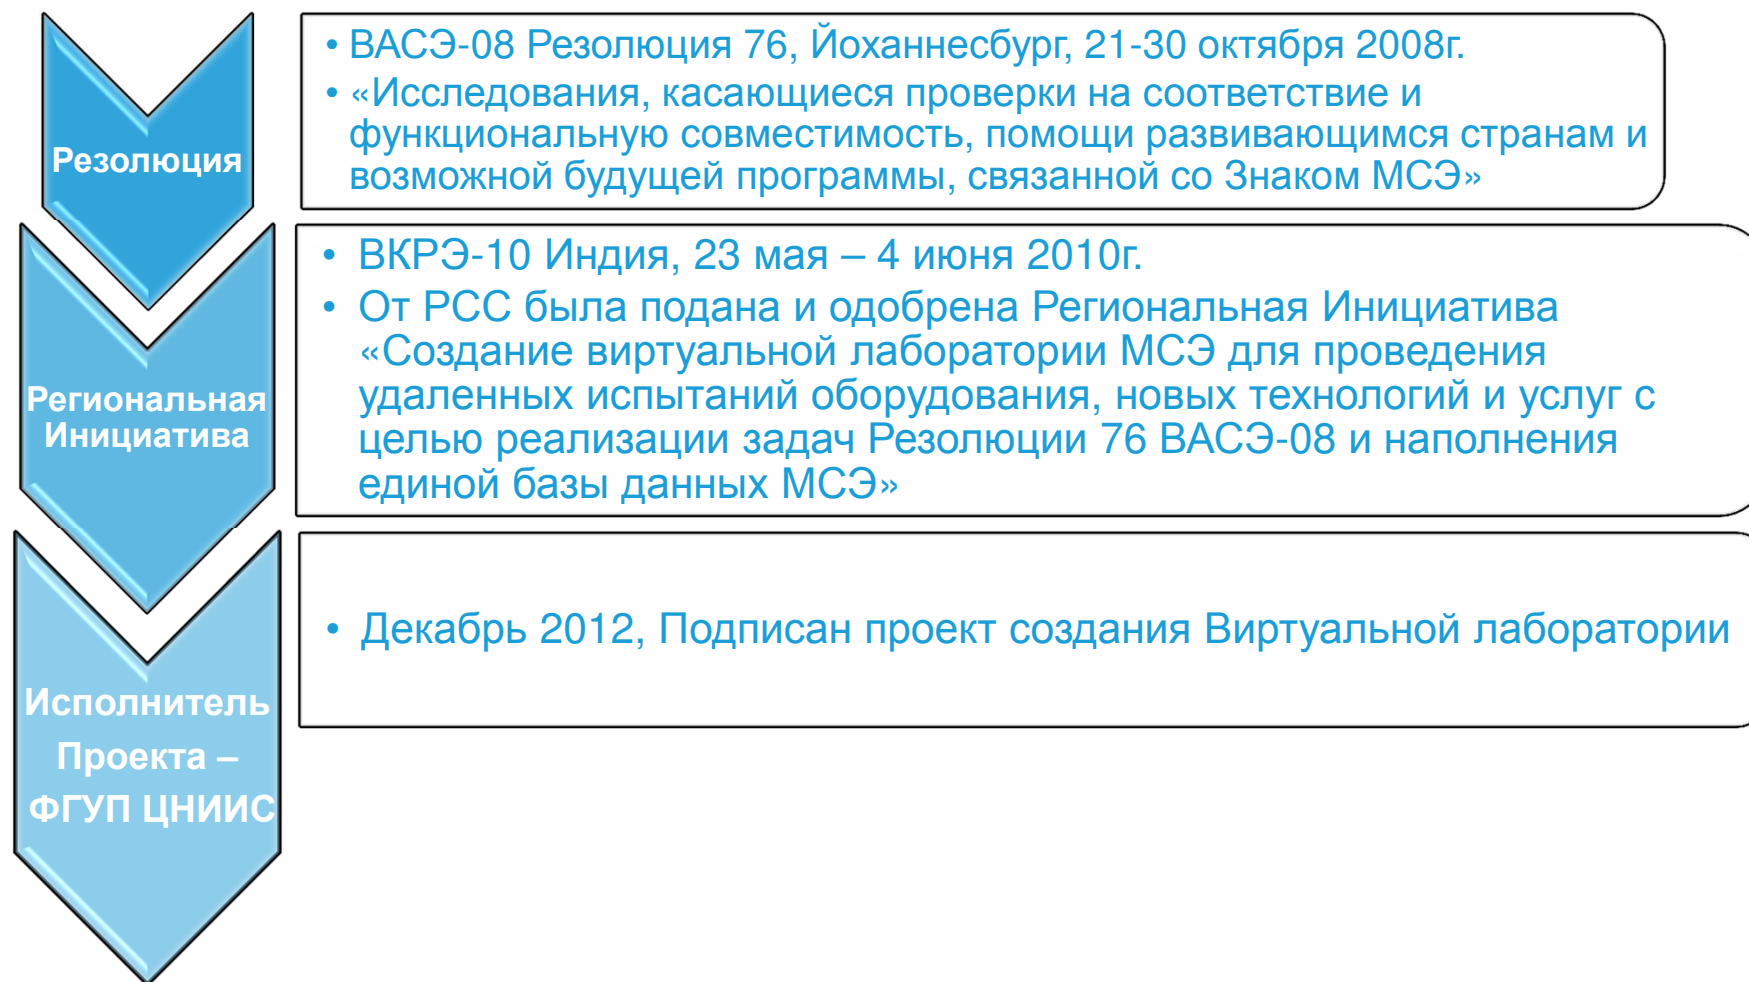 Резолюция
• ВАСЭ-08 Резолюция 76, Йоханнесбург, 21-30 октября 2008г.
• «Исследования, касающиеся проверки на соответствие и
функциональную совместимость, помощи развивающимся странам и
возможной будущей программы, связанной со Знаком МСЭ»
Региональная
Инициатива
• ВКРЭ-10 Индия, 23 мая – 4 июня 2010г.
• От РСС была подана и одобрена Региональная Инициатива
«Создание виртуальной лаборатории МСЭ для проведения
удаленных испытаний оборудования, новых технологий и услуг с
целью реализации задач Резолюции 76 ВАСЭ-08 и наполнения
единой базы данных МСЭ»
Исполнитель
Проекта –
ФГУП ЦНИИС
• Декабрь 2012, Подписан проект создания Виртуальной лаборатории